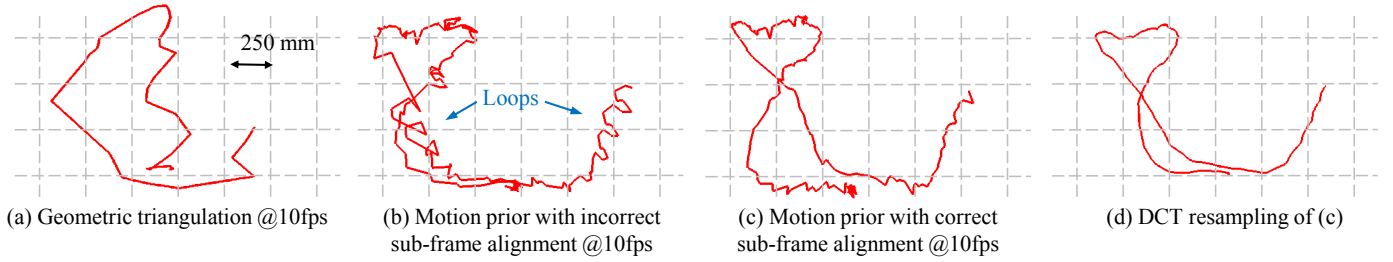 250 mm
Loops
(a) Geometric triangulation @10fps
(b) Motion prior with incorrect
sub-frame alignment @10fps
(c) Motion prior with correct
sub-frame alignment @10fps
(d) DCT resampling of (c)